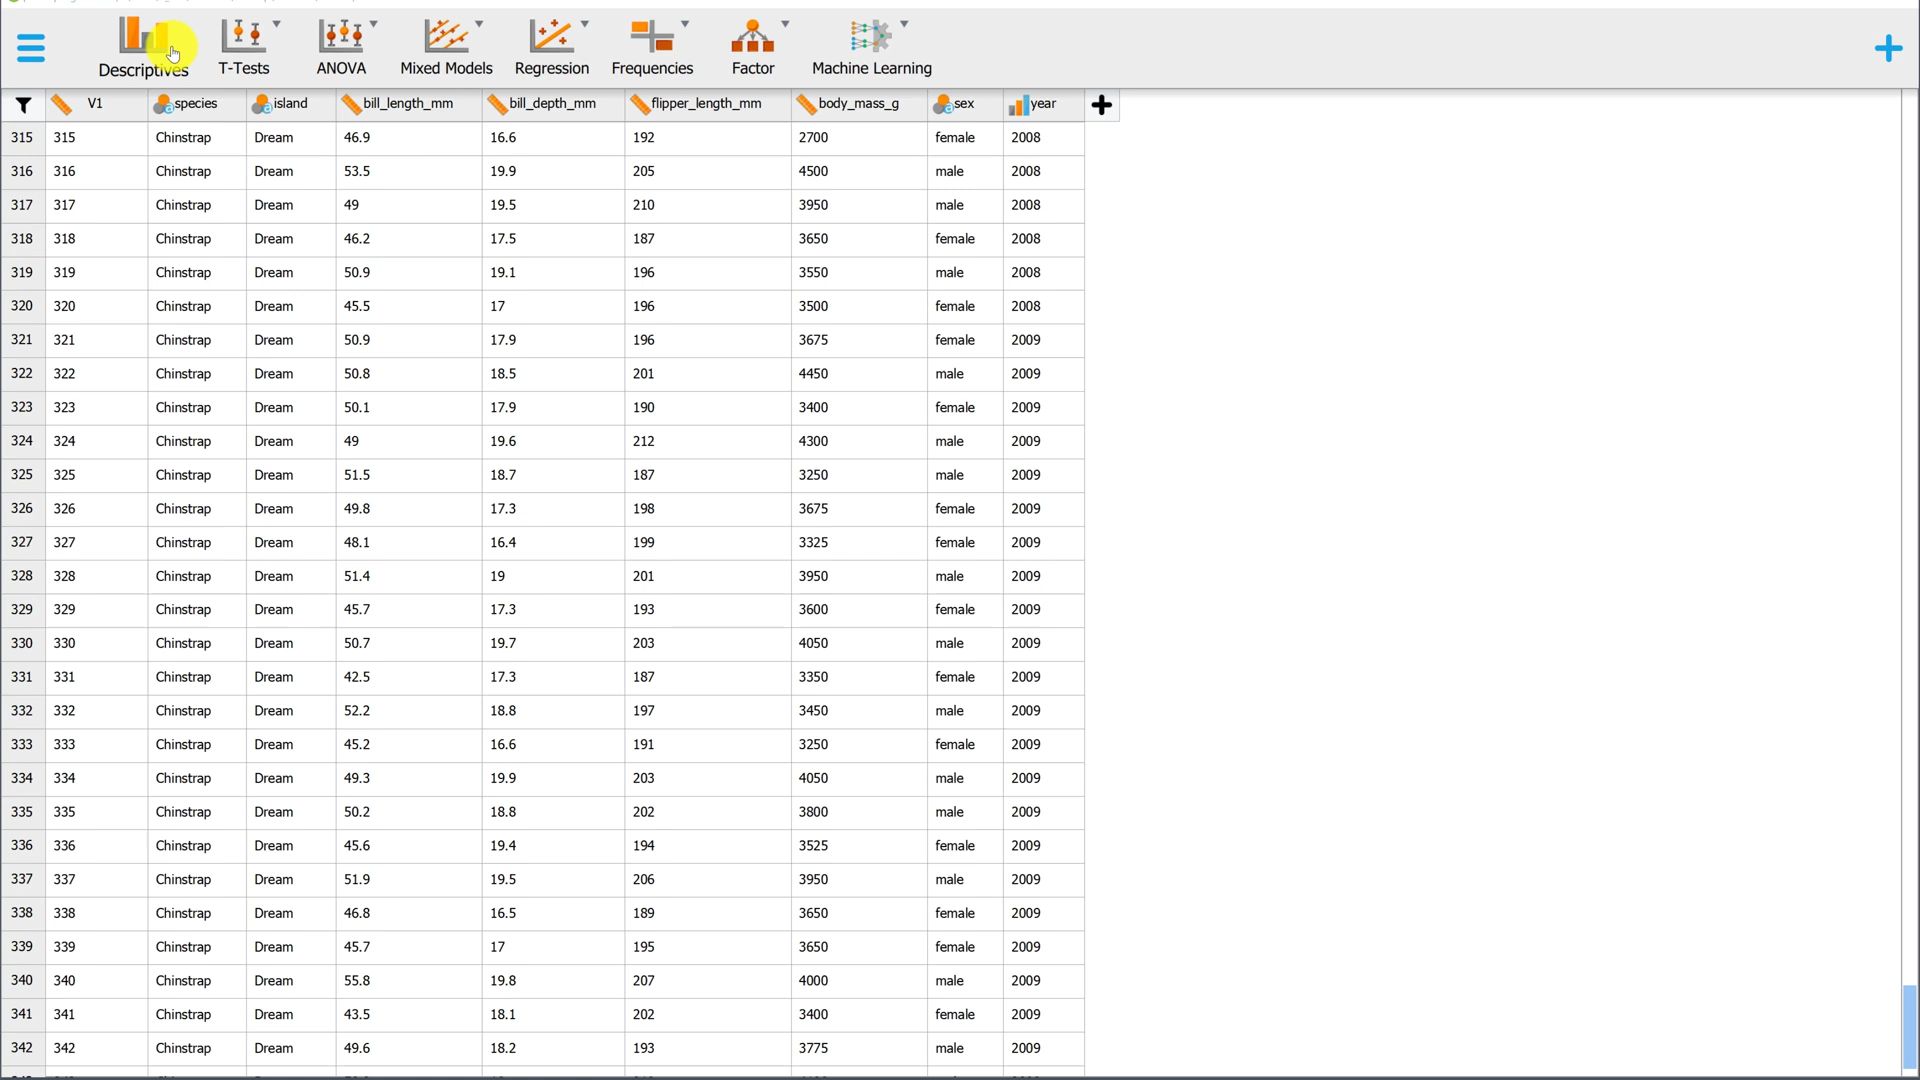 Descriptives T-Tests ANOVA Mixed Models Regression Frequencies Factor Machine Learning
V1 species island bill_length_mm bill_depth_mm flipper_length_mm body_mass_g sex year
315 315 Chinstrap Dream 46.9 16.6 192 2700 female 2008
316 316 Chinstrap Dream 53.5 19.9 205 4500 male 2008
317 317 Chinstrap Dream 49 19.5 210 3950 male 2008
318 318 Chinstrap Dream 46.2 17.5 187 3650 female 2008
319 319 Chinstrap Dream 50.9 19.1 196 3550 male 2008
320 320 Chinstrap Dream 45.5 17 196 3500 female 2008
321 321 Chinstrap Dream 50.9 17.9 196 3675 female 2009
322 322 Chinstrap Dream 50.8 18.5 201 4450 male 2009
323 323 Chinstrap Dream 50.1 17.9 190 3400 female 2009
324 324 Chinstrap Dream 49 19.6 212 4300 male 2009
325 325 Chinstrap Dream 51.5 18.7 187 3250 male 2009
326 326 Chinstrap Dream 49.8 17.3 198 3675 female 2009
327 327 Chinstrap Dream 48.1 16.4 199 3325 female 2009
328 328 Chinstrap Dream 51.4 19 201 3950 male 2009
329 329 Chinstrap Dream 45.7 17.3 193 3600 female 2009
330 330 Chinstrap Dream 50.7 19.7 203 4050 male 2009
331 331 Chinstrap Dream 42.5 17.3 187 3350 female 2009
332 332 Chinstrap Dream 52.2 18.8 197 3450 male 2009
333 333 Chinstrap Dream 45.2 16.6 191 3250 female 2009
334 334 Chinstrap Dream 49.3 19.9 203 4050 male 2009
335 335 Chinstrap Dream 50.2 18.8 202 3800 male 2009
336 336 Chinstrap Dream 45.6 19.4 194 3525 female 2009
337 337 Chinstrap Dream 51.9 19.5 206 3950 male 2009
338 338 Chinstrap Dream 46.8 16.5 189 3650 female 2009
339 339 Chinstrap Dream 45.7 17 195 3650 female 2009
340 340 Chinstrap Dream 55.8 19.8 207 4000 male 2009
341 341 Chinstrap Dream 43.5 18.1 202 3400 female 2009
342 342 Chinstrap Dream 49.6 18.2 193 3775 male 2009